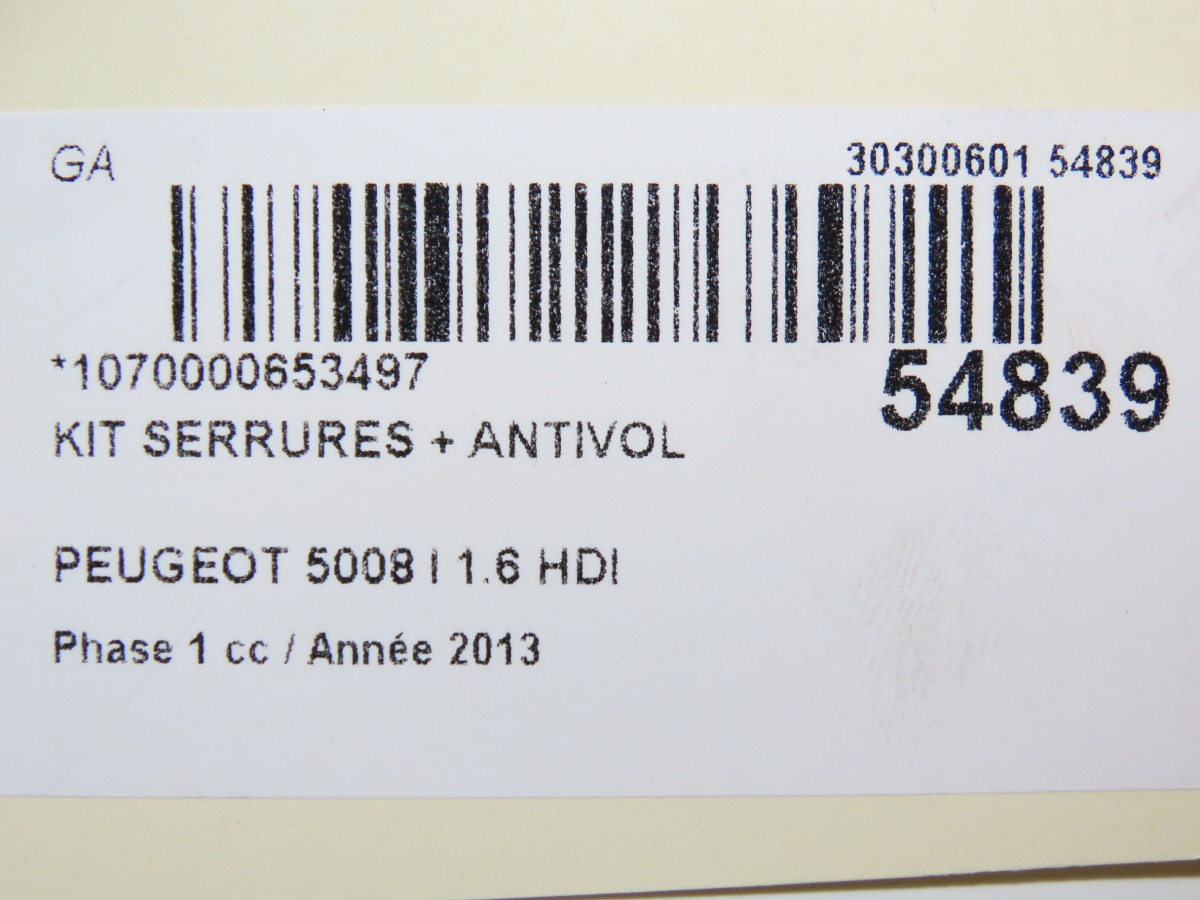 GA 30300601 54839
*1070000653497
54839
KIT SERRURES + ANTIVOL
PEUGEOT 5008 I 1.6 HDI
Phase 1 cc / Année 2013